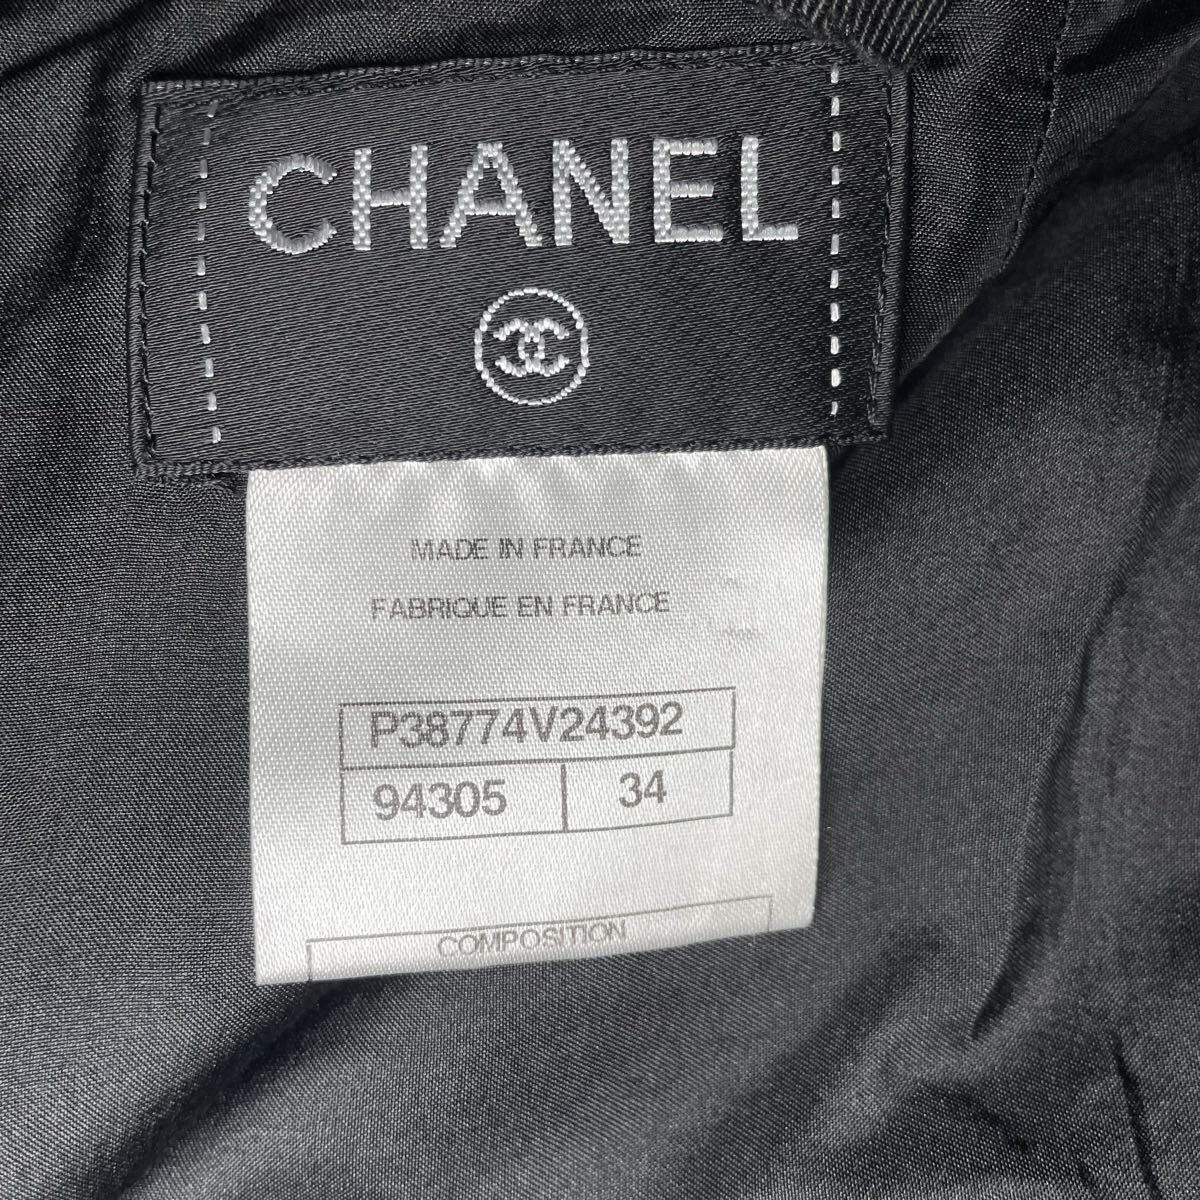 CHANEL
MADE IN FRANCE
FABRIQUE EN FRANCE
P38774V24392
94305 34
COMPOSITION